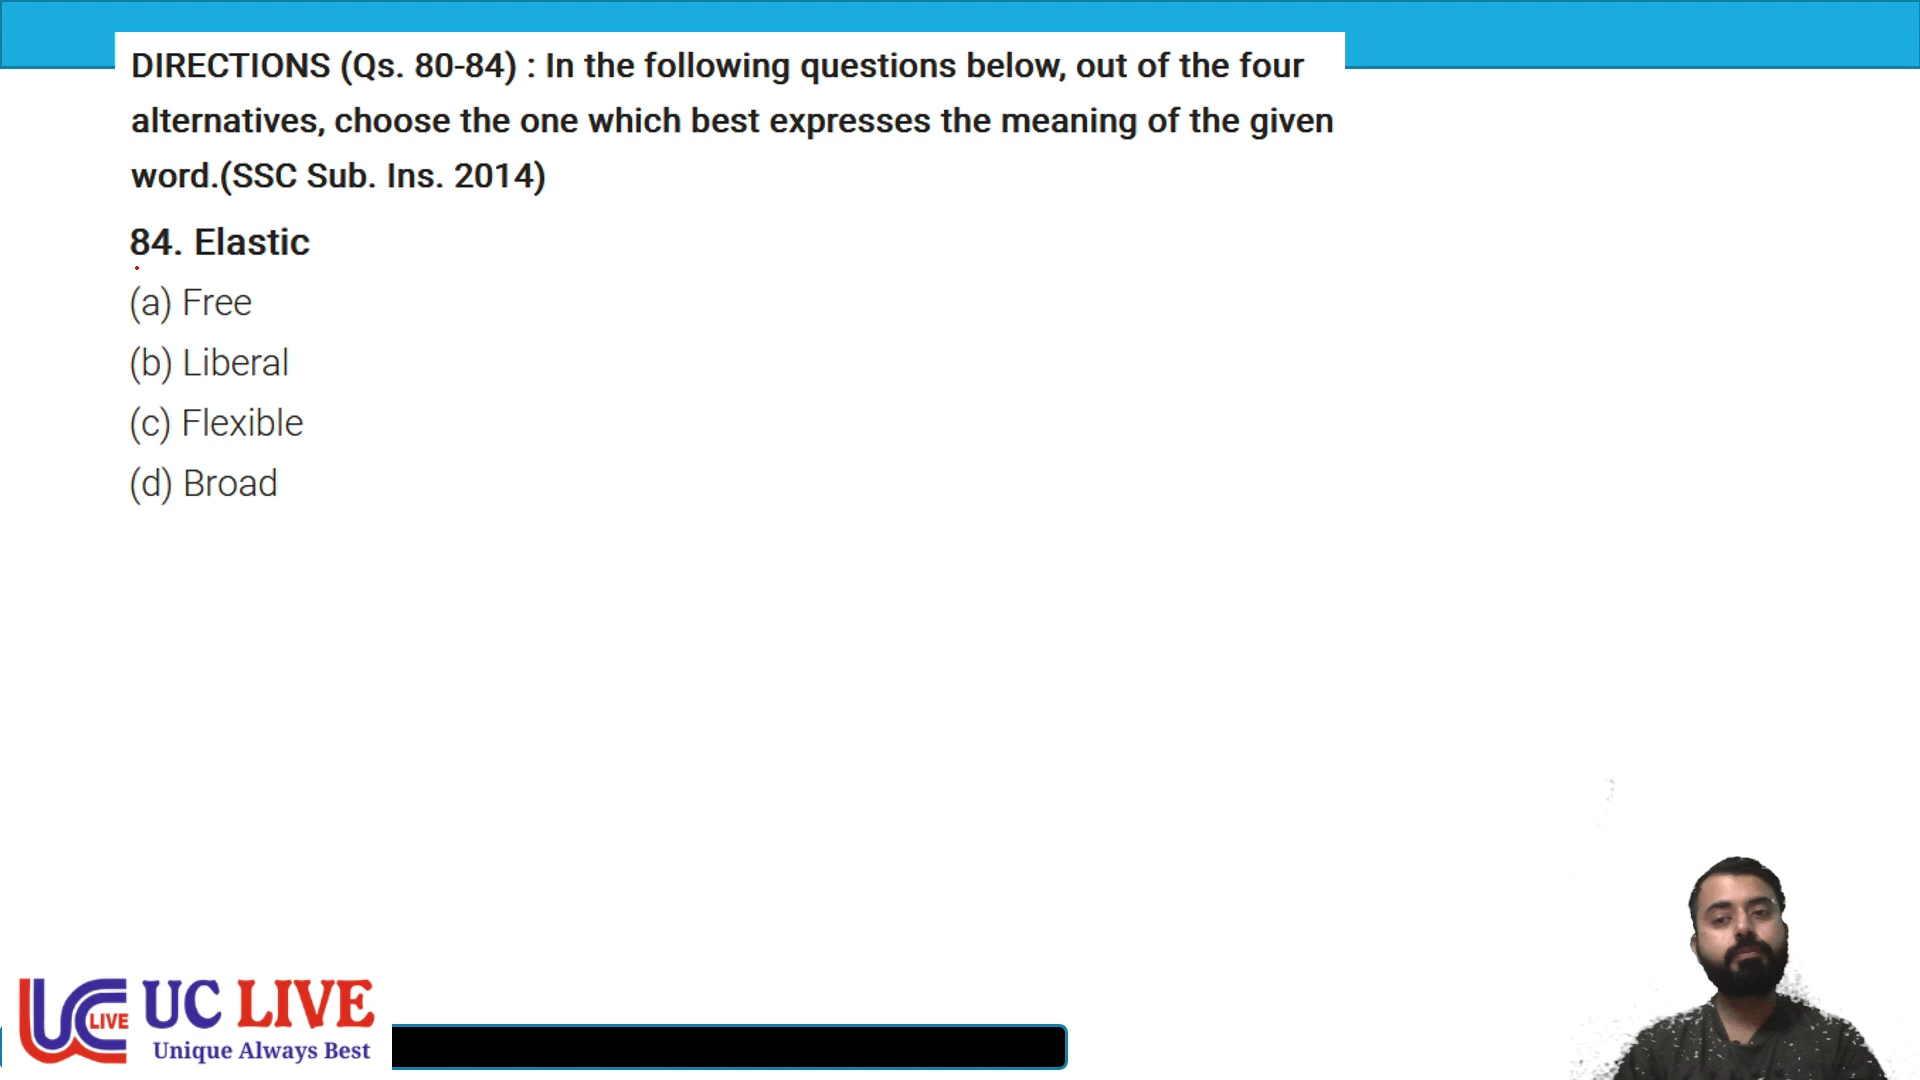 DIRECTIONS (Qs. 80-84) : In the following questions below, out of the four
alternatives, choose the one which best expresses the meaning of the given
word.(SSC Sub. Ins. 2014)
84. Elastic
(a) Free
(b) Liberal
(c) Flexible
(d) Broad
UC LIVE UC LIVE
Unique Always Best